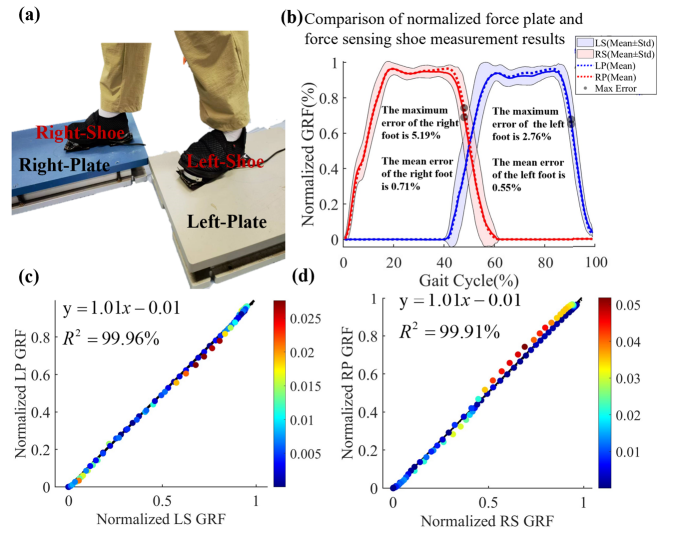 (a)
Right-Shoe
Right-Plate
Left-Shoe
Left-Plate
(b)
Comparison of normalized force plate and
force sensing shoe measurement results
LS(Mean±Std)
RS(Mean±Std)
LP(Mean)
RP(Mean)
Max Error
Normalized GRF(%)
1
0.8
0.6
0.4
0.2
0
The maximum
error of the right
foot is 5.19%
The mean error
of the right foot
is 0.71%
The maximum
error of the left
foot is 2.76%
The mean error
of the left foot is
0.55%
0 20 40 60 80 100
Gait Cycle(%)
(c)
y = 1.01x − 0.01
R² = 99.96%
Normalized LP GRF
1
0.8
0.6
0.4
0.2
0
0 0.5 1
Normalized LS GRF
0.025
0.02
0.015
0.01
0.005
(d)
y = 1.01x − 0.01
R² = 99.91%
Normalized RP GRF
1
0.8
0.6
0.4
0.2
0
0 0.5 1
Normalized RS GRF
0.05
0.04
0.03
0.02
0.01